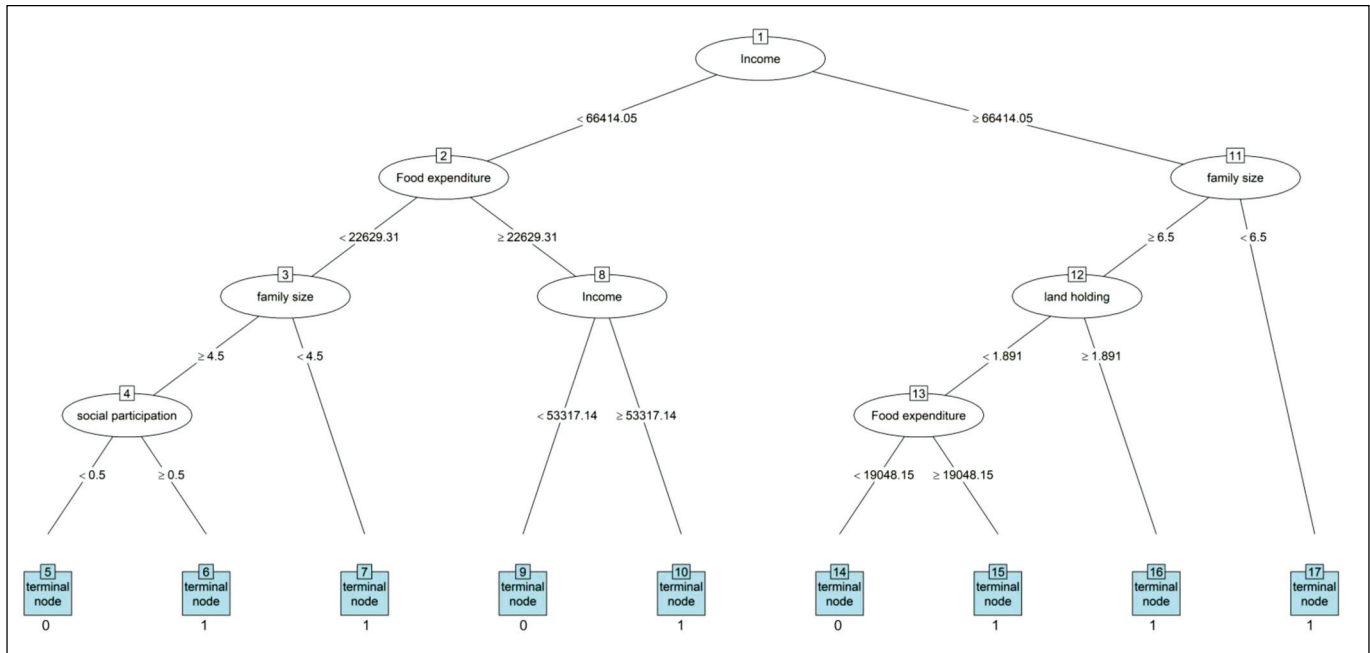 1
Income
< 66414.05
≥ 66414.05
2
Food expenditure
11
family size
< 22629.31
≥ 22629.31
≥ 6.5
< 6.5
3
family size
8
Income
12
land holding
≥ 4.5
< 4.5
< 1.891
≥ 1.891
4
social participation
< 53317.14
≥ 53317.14
13
Food expenditure
< 0.5
≥ 0.5
< 19048.15
≥ 19048.15
5
terminal
node
0
6
terminal
node
1
7
terminal
node
1
9
terminal
node
0
10
terminal
node
1
14
terminal
node
0
15
terminal
node
1
16
terminal
node
1
17
terminal
node
1